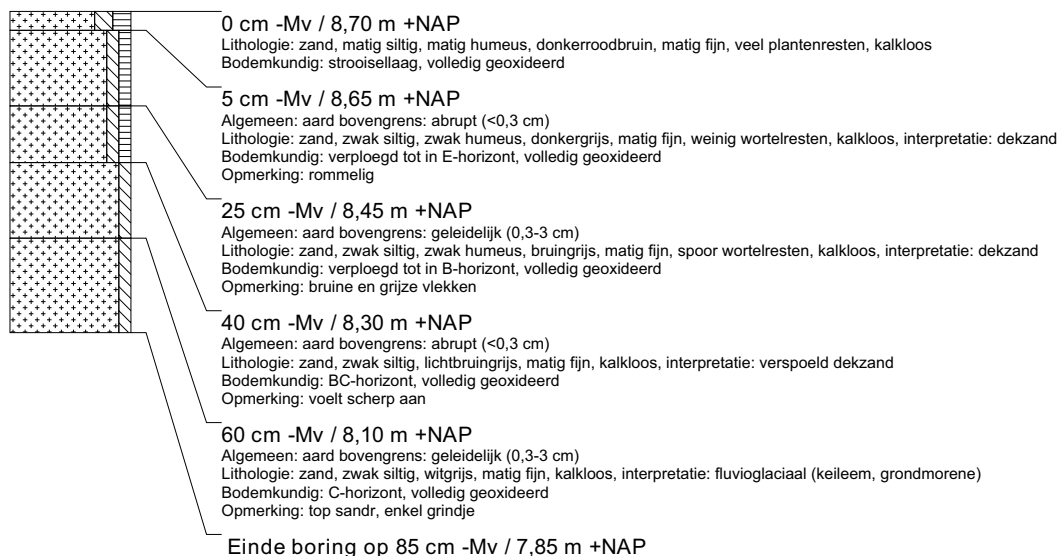 0 cm -Mv / 8,70 m +NAP
Lithologie: zand, matig siltig, matig humeus, donkerroodbruin, matig fijn, veel plantenresten, kalkloos
Bodemkundig: strooisellaag, volledig geoxideerd
5 cm -Mv / 8,65 m +NAP
Algemeen: aard bovengrens: abrupt (<0,3 cm)
Lithologie: zand, zwak siltig, zwak humeus, donkergrijs, matig fijn, weinig wortelresten, kalkloos, interpretatie: dekzand
Bodemkundig: verploegd tot in E-horizont, volledig geoxideerd
Opmerking: rommelig
25 cm -Mv / 8,45 m +NAP
Algemeen: aard bovengrens: geleidelijk (0,3-3 cm)
Lithologie: zand, zwak siltig, zwak humeus, bruingrijs, matig fijn, spoor wortelresten, kalkloos, interpretatie: dekzand
Bodemkundig: verploegd tot in B-horizont, volledig geoxideerd
Opmerking: bruine en grijze vlekken
40 cm -Mv / 8,30 m +NAP
Algemeen: aard bovengrens: abrupt (<0,3 cm)
Lithologie: zand, zwak siltig, lichtbruingrijs, matig fijn, kalkloos, interpretatie: verspoeld dekzand
Bodemkundig: BC-horizont, volledig geoxideerd
Opmerking: voelt scherp aan
60 cm -Mv / 8,10 m +NAP
Algemeen: aard bovengrens: geleidelijk (0,3-3 cm)
Lithologie: zand, zwak siltig, witgrijs, matig fijn, kalkloos, interpretatie: fluvioglaciaal (keileem, grondmorene)
Bodemkundig: C-horizont, volledig geoxideerd
Opmerking: top sandr, enkel grindje
Einde boring op 85 cm -Mv / 7,85 m +NAP